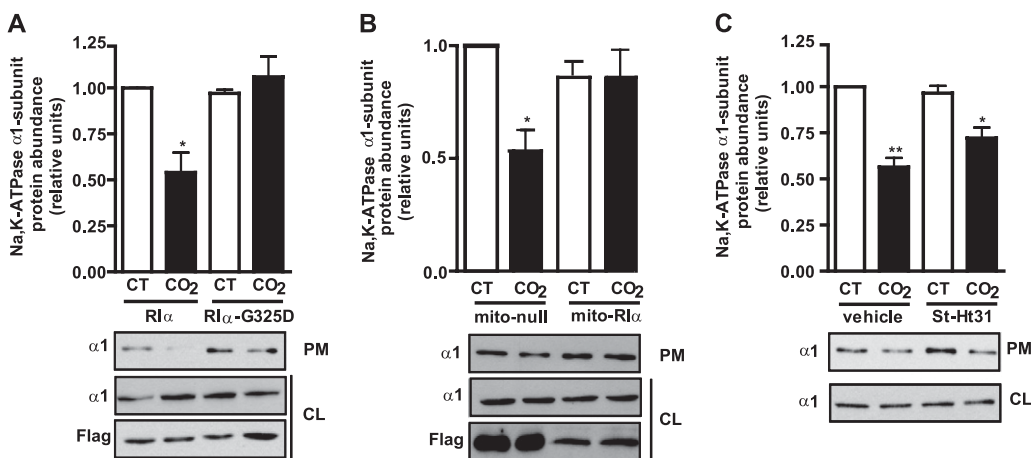 A
Na,K-ATPase α1-subunit
protein abundance
(relative units)
1.25
1.00
0.75
0.50
0.25
0.00
*
CT CO2 CT CO2
RIα RIα-G325D
α1 PM
α1
CL
Flag
B
Na,K-ATPase α1-subunit
protein abundance
(relative units)
1.0
0.5
0.0
*
CT CO2 CT CO2
mito-null mito-RIα
α1 PM
α1
CL
Flag
C
Na,K-ATPase α1-subunit
protein abundance
(relative units)
1.25
1.00
0.75
0.50
0.25
0.00
** *
CT CO2 CT CO2
vehicle St-Ht31
α1 PM
α1 CL